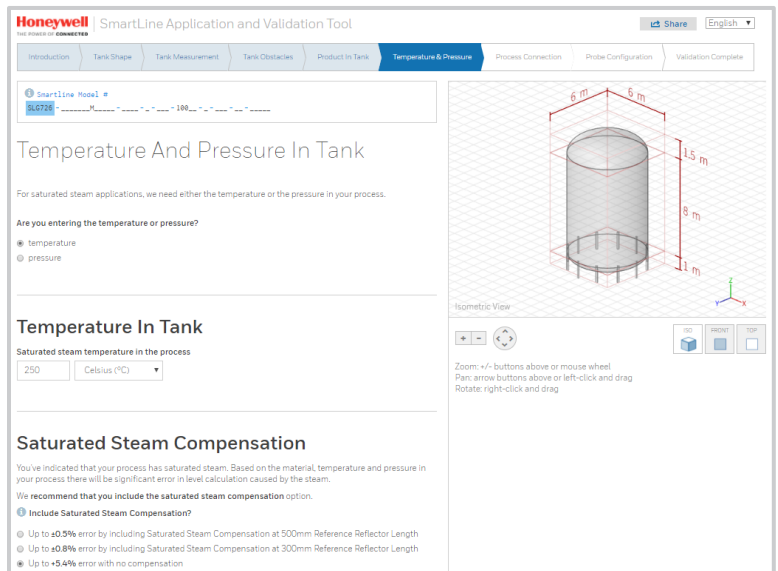 Honeywell
THE POWER OF CONNECTED
SmartLine Application and Validation Tool
Share
English
Introduction
Tank Shape
Tank Measurement
Tank Obstacles
Product In Tank
Temperature & Pressure
Process Connection
Probe Configuration
Validation Complete
Smartline Model #
SLG726 -_______M_____-____-_-___-100__-_-___-__-_____
Temperature And Pressure In Tank
For saturated steam applications, we need either the temperature or the pressure in your process.
Are you entering the temperature or pressure?
temperature
pressure
Temperature In Tank
Saturated steam temperature in the process
250
Celsius (ºC)
Saturated Steam Compensation
You've indicated that your process has saturated steam. Based on the material, temperature and pressure in
your process there will be significant error in level calculation caused by the steam.
We recommend that you include the saturated steam compensation option.
Include Saturated Steam Compensation?
Up to ±0.5% error by including Saturated Steam Compensation at 500mm Reference Reflector Length
Up to ±0.8% error by including Saturated Steam Compensation at 300mm Reference Reflector Length
Up to +5.4% error with no compensation
6 m
6 m
1.5 m
8 m
1 m
Z
Y
X
Isometric View
+ -
ISO
FRONT
TOP
Zoom: +/- buttons above or mouse wheel
Pan: arrow buttons above or left-click and drag
Rotate: right-click and drag